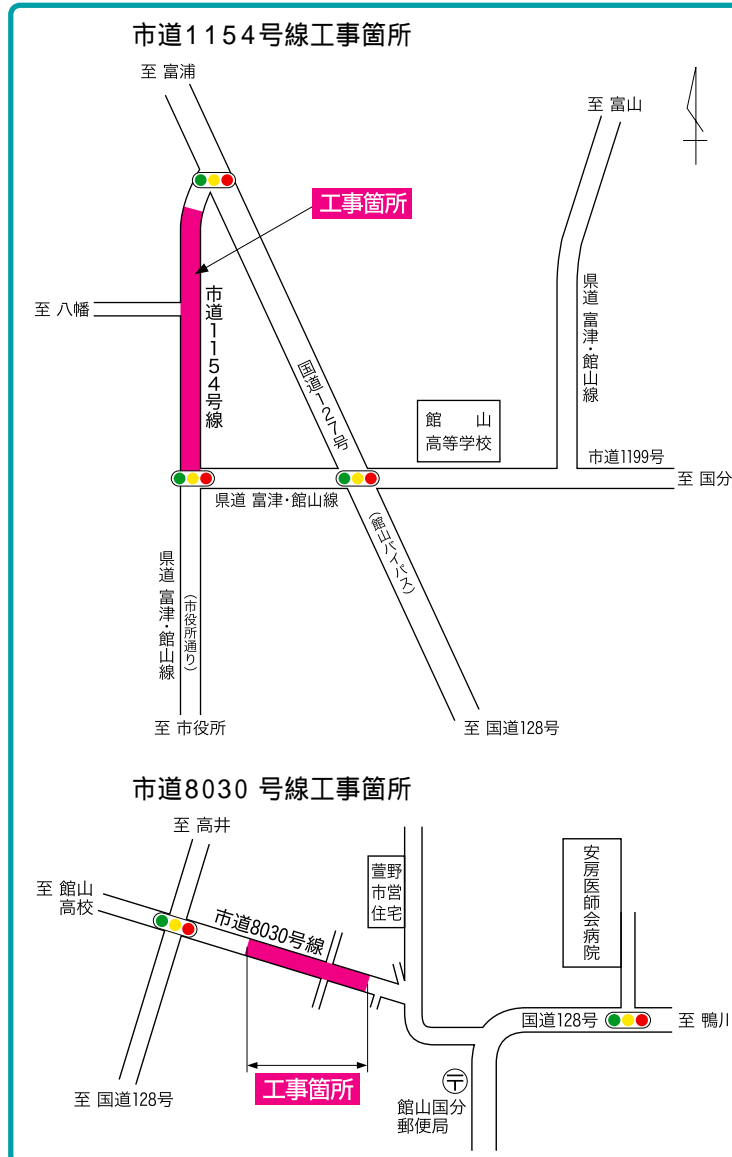 市道1154号線工事箇所
至 富浦
至 富山
工事箇所
至 八幡
市道1154号線
国道127号
県道 富津・館山線
館 山
高等学校
市道1199号
至 国分
県道 富津・館山線
(館山バイパス)
県道 富津・館山線
(市役所通り)
至 市役所
至 国道128号
市道8030 号線工事箇所
至 高井
至 館山
高校
市道8030号線
萱野
市営
住宅
安房医師会病院
国道128号
至 鴨川
工事箇所
至 国道128号
〒
館山国分
郵便局